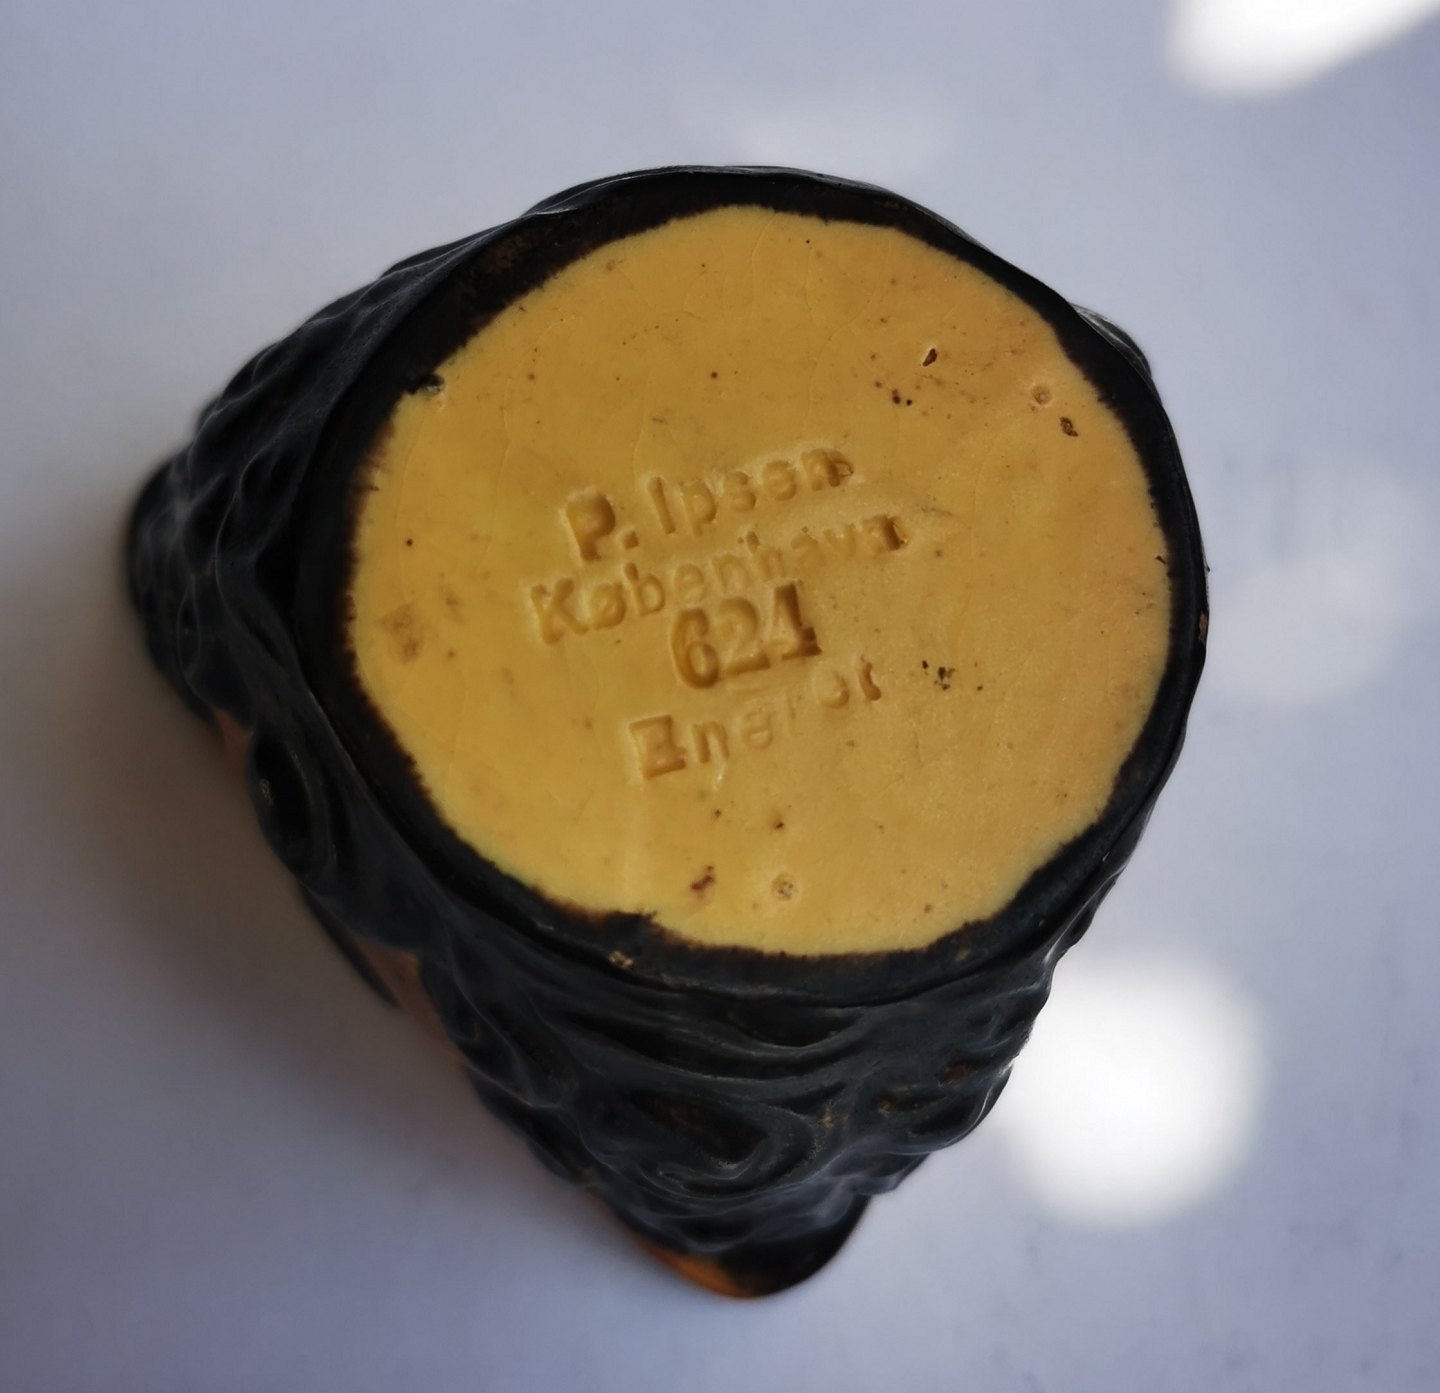 P. Ipsen
København
624
Eneret